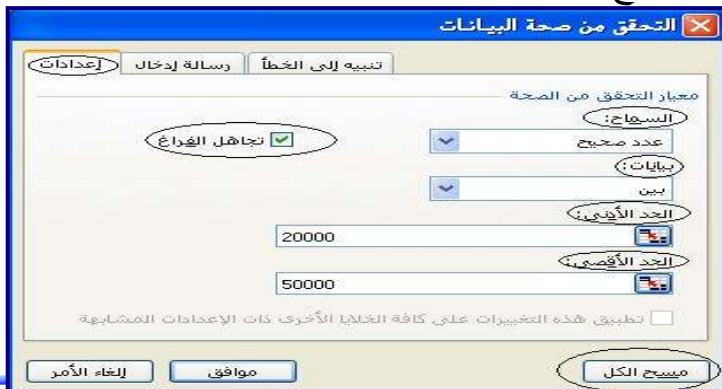 التحقق من صحة البيانات
إعدادات رسالة إدخال تنبيه إلى الخطأ
معيار التحقق من الصحة
السماح:
عدد صحيح تجاهل الفراغ
بيانات:
بين
الحد الأدنى:
20000
الحد الأقصى:
50000
تطبيق هذه التغييرات على كافة الخلايا الأخرى ذات الإعدادات المشابهة
مسح الكل موافق إلغاء الأمر